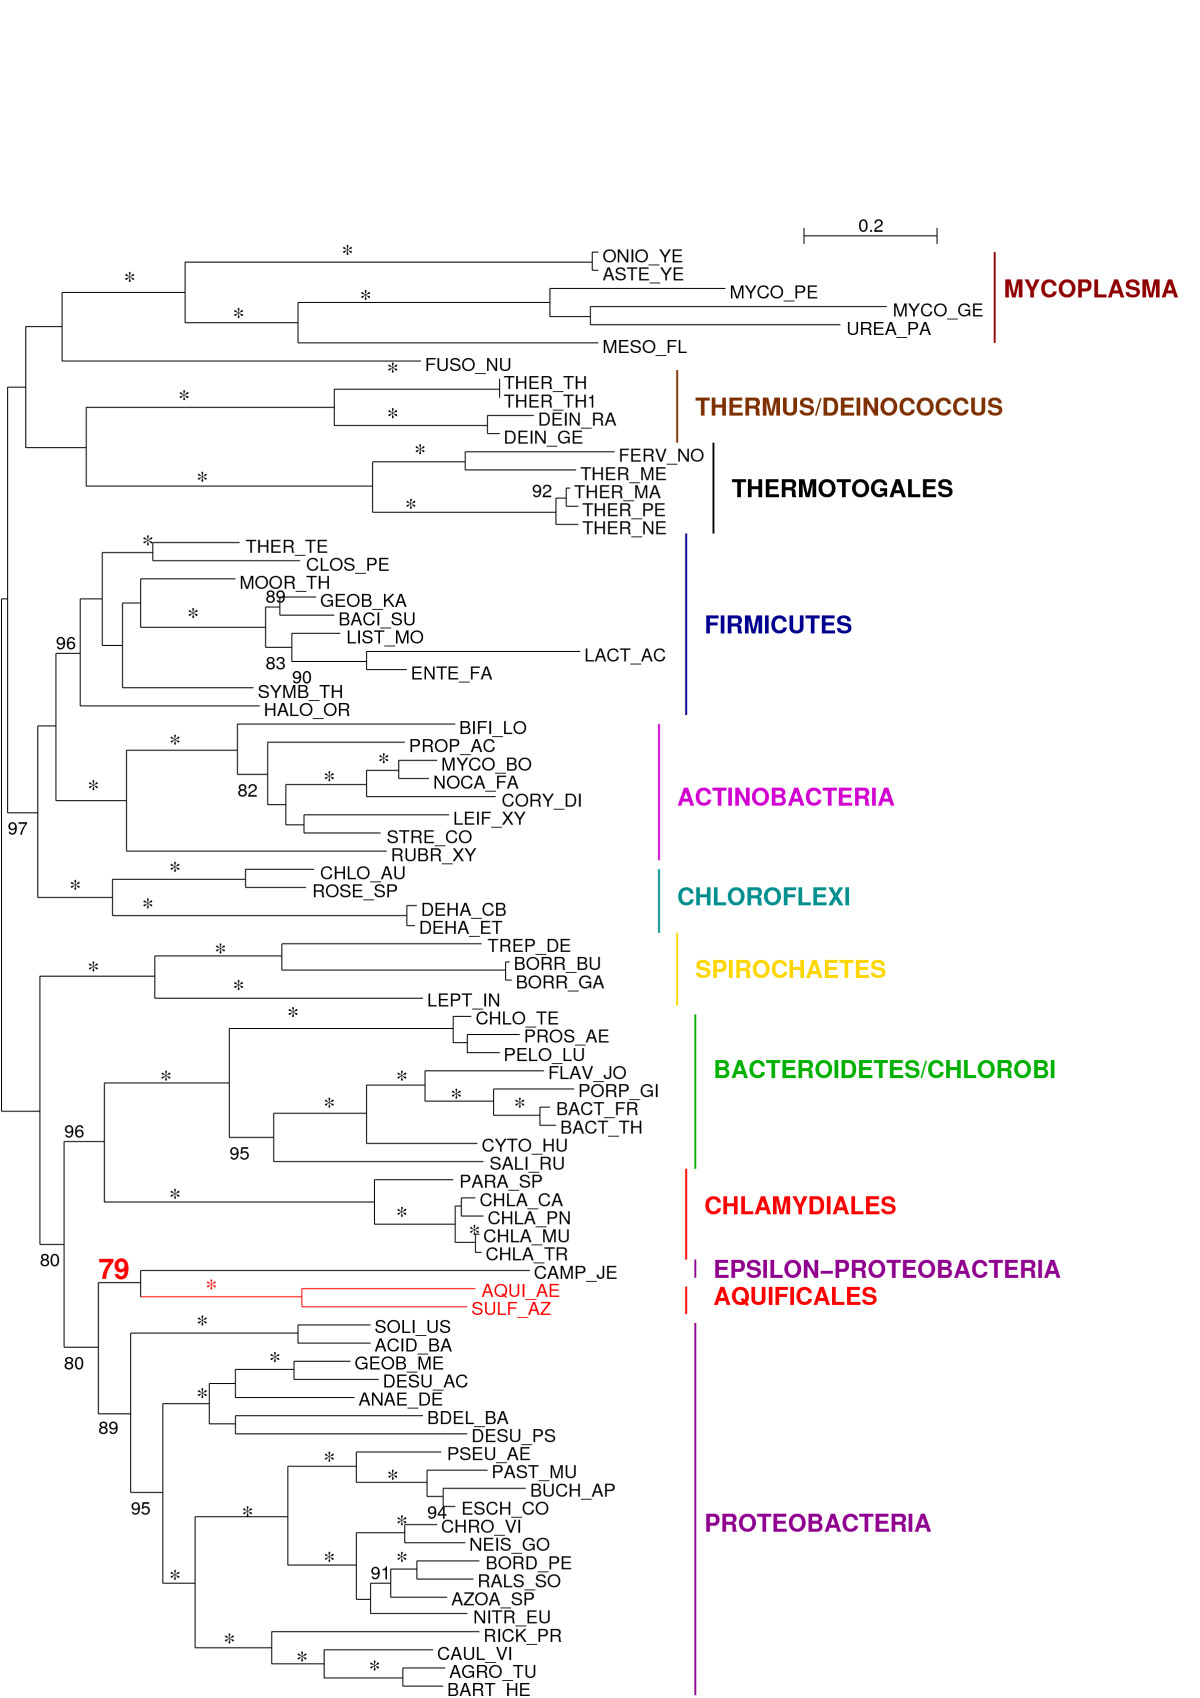 0.2
*
ONIO_YE
ASTE_YE
*
MYCOPLASMA
*
MYCO_PE
*
MYCO_GE
UREA_PA
MESO_FL
FUSO_NU
*
THER_TH
*
THER_TH1
THERMUS/DEINOCOCCUS
*
DEIN_RA
DEIN_GE
*
FERV_NO
*
THER_ME
92
THER_MA
THERMOTOGALES
*
THER_PE
THER_NE
*
THER_TE
CLOS_PE
MOOR_TH
89
GEOB_KA
*
BACI_SU
FIRMICUTES
96
LIST_MO
83
LACT_AC
90
ENTE_FA
SYMB_TH
HALO_OR
BIFI_LO
*
PROP_AC
*
MYCO_BO
*
NOCA_FA
*
82
CORY_DI
ACTINOBACTERIA
97
LEIF_XY
STRE_CO
RUBR_XY
*
CHLO_AU
*
ROSE_SP
CHLOROFLEXI
*
DEHA_CB
DEHA_ET
*
TREP_DE
*
BORR_BU
SPIROCHAETES
*
BORR_GA
LEPT_IN
*
CHLO_TE
PROS_AE
PELO_LU
*
*
FLAV_JO
BACTEROIDETES/CHLOROBI
*
PORP_GI
*
*
BACT_FR
96
BACT_TH
95
CYTO_HU
SALI_RU
*
PARA_SP
CHLA_CA
CHLAMYDIALES
*
CHLA_PN
*
CHLA_MU
80
CHLA_TR
79
CAMP_JE
EPSILON−PROTEOBACTERIA
*
AQUI_AE
AQUIFICALES
SULF_AZ
*
SOLI_US
ACID_BA
80
*
GEOB_ME
DESU_AC
*
ANAE_DE
89
BDEL_BA
DESU_PS
*
PSEU_AE
*
PAST_MU
BUCH_AP
95
*
94
ESCH_CO
*
CHRO_VI
PROTEOBACTERIA
NEIS_GO
*
*
BORD_PE
*
91
RALS_SO
AZOA_SP
NITR_EU
*
RICK_PR
*
CAUL_VI
*
AGRO_TU
BART_HE